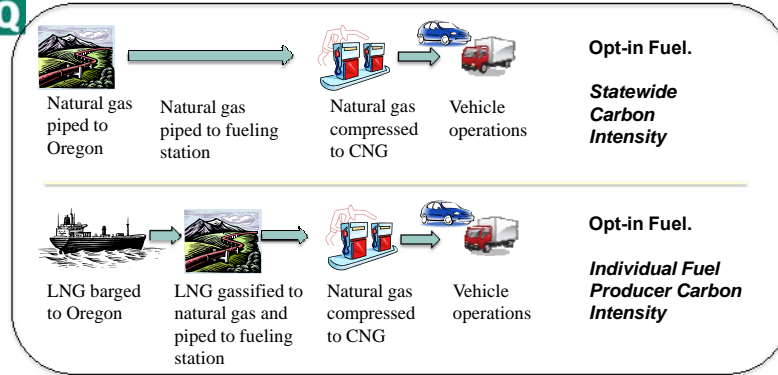 Q
Natural gas
piped to
Oregon
Natural gas
piped to fueling
station
Natural gas
compressed
to CNG
Vehicle
operations
Opt-in Fuel.
Statewide
Carbon
Intensity
LNG barged
to Oregon
LNG gassified to
natural gas and
piped to fueling
station
Natural gas
compressed
to CNG
Vehicle
operations
Opt-in Fuel.
Individual Fuel
Producer Carbon
Intensity